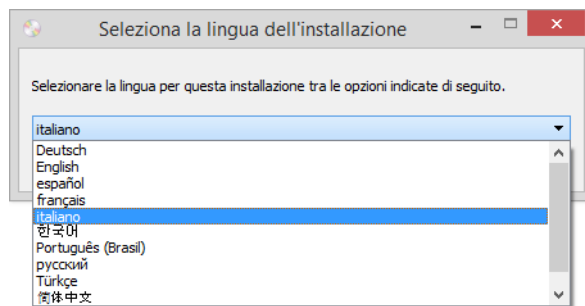 Seleziona la lingua dell'installazione
Selezionare la lingua per questa installazione tra le opzioni indicate di seguito.
italiano
Deutsch
English
español
français
italiano
한국어
Português (Brasil)
русский
Türkçe
简体中文